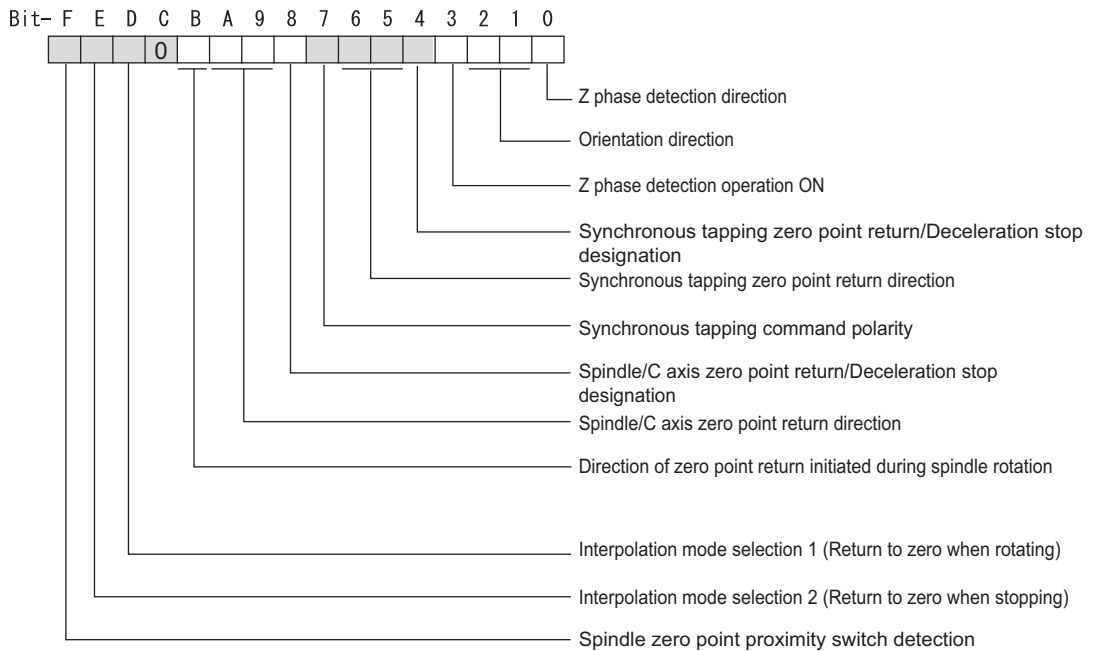 Bit- F E D C B A 9 8 7 6 5 4 3 2 1 0
0
Z phase detection direction
Orientation direction
Z phase detection operation ON
Synchronous tapping zero point return/Deceleration stop
designation
Synchronous tapping zero point return direction
Synchronous tapping command polarity
Spindle/C axis zero point return/Deceleration stop
designation
Spindle/C axis zero point return direction
Direction of zero point return initiated during spindle rotation
Interpolation mode selection 1 (Return to zero when rotating)
Interpolation mode selection 2 (Return to zero when stopping)
Spindle zero point proximity switch detection